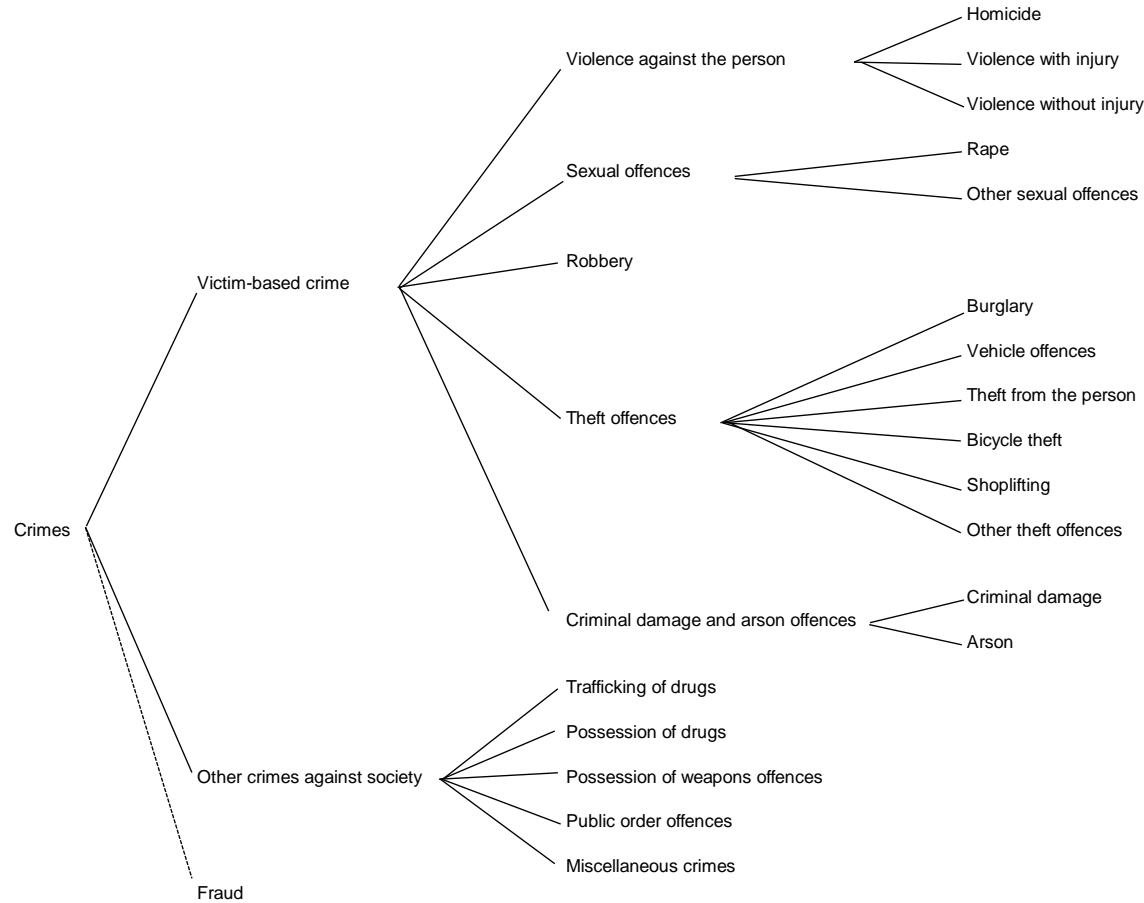 Homicide
Violence against the person
Violence with injury
Violence without injury
Rape
Sexual offences
Other sexual offences
Robbery
Victim-based crime
Burglary
Vehicle offences
Theft from the person
Theft offences
Bicycle theft
Shoplifting
Crimes
Other theft offences
Criminal damage
Criminal damage and arson offences
Arson
Trafficking of drugs
Possession of drugs
Other crimes against society
Possession of weapons offences
Public order offences
Miscellaneous crimes
Fraud